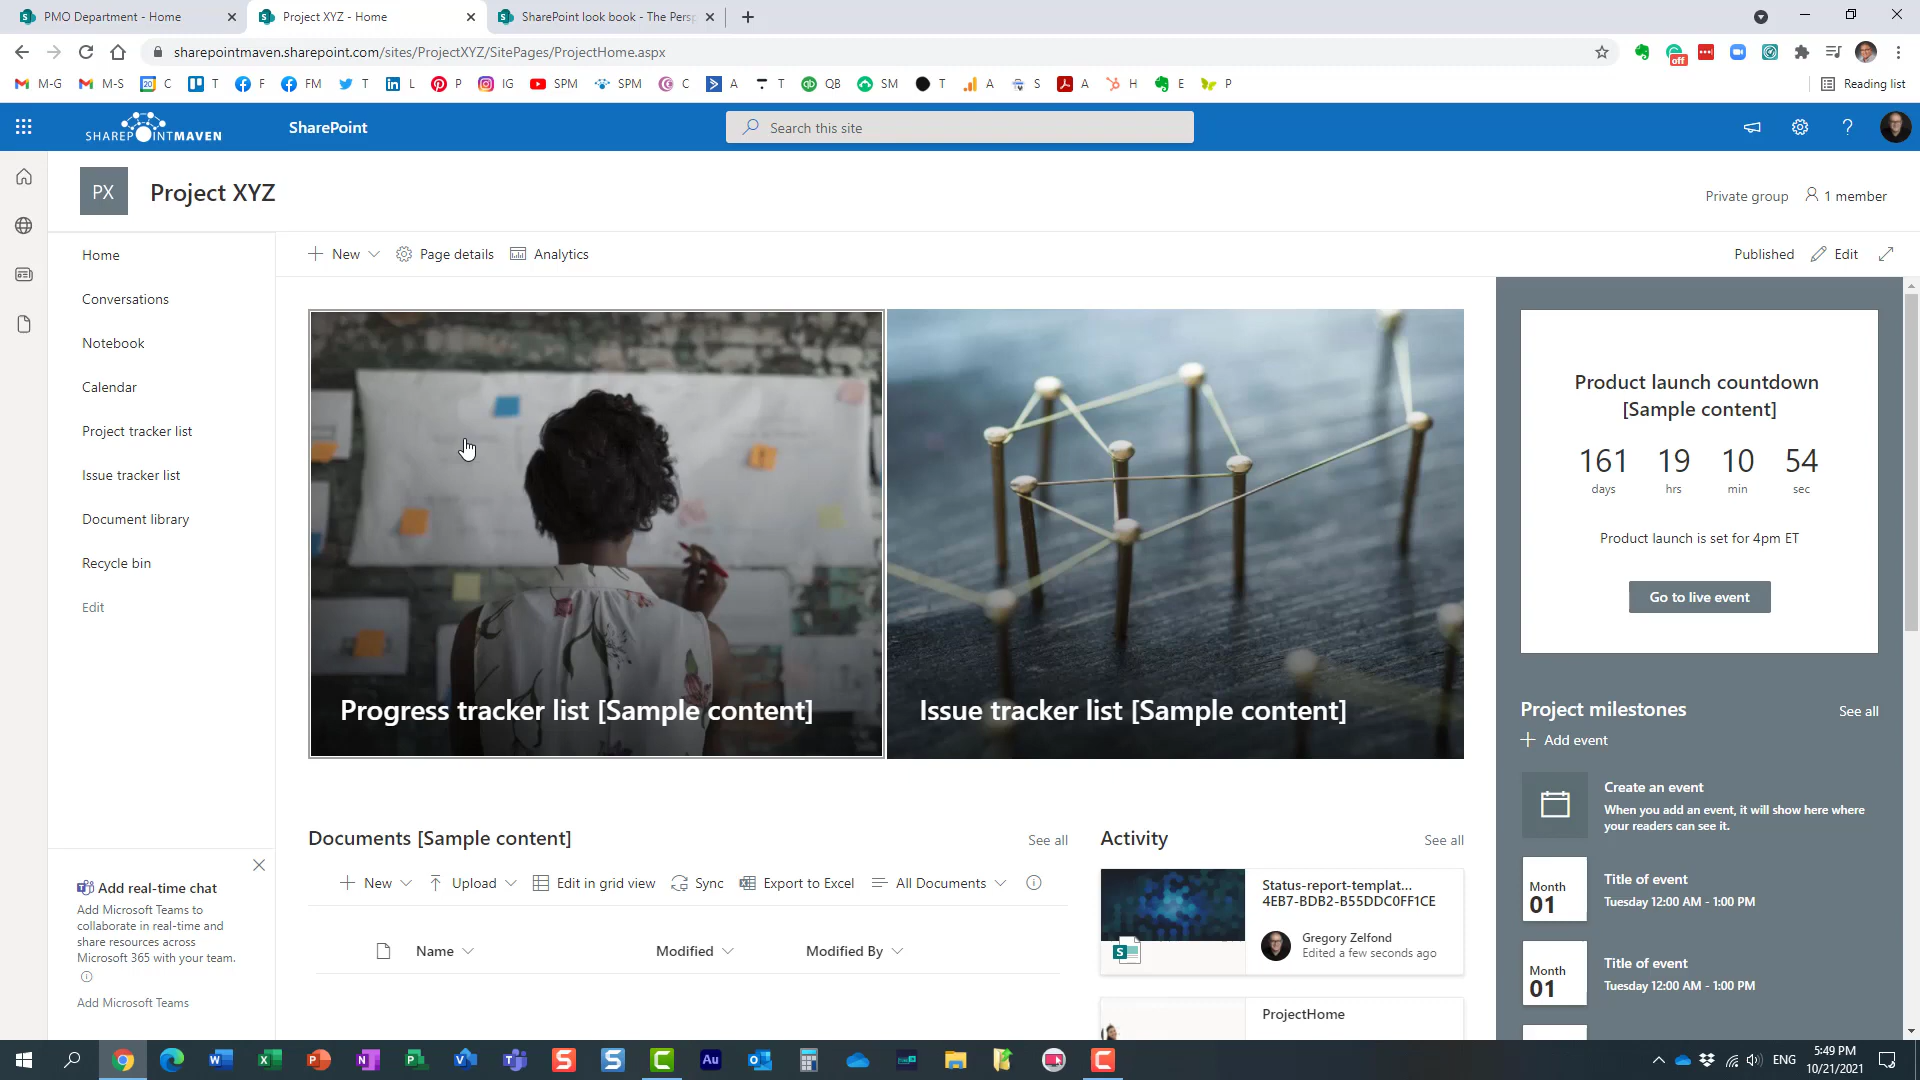 PMO Department - Home
Project XYZ - Home
SharePoint look book - The Persp
sharepointmaven.sharepoint.com/sites/ProjectXYZ/SitePages/ProjectHome.aspx
off
M-G
M-S
20
C
T
F
FM
T
L
P
IG
SPM
SPM
C
A
T
QB
SM
T
A
S
A
H
E
P
Reading list
SHAREPOINTMAVEN
SharePoint
Search this site
PX
Project XYZ
Private group
1 member
Home
Conversations
Notebook
Calendar
Project tracker list
Issue tracker list
Document library
Recycle bin
Edit
New
Page details
Analytics
Published
Edit
Progress tracker list [Sample content]
Issue tracker list [Sample content]
Product launch countdown
[Sample content]
161 19 10 54
days hrs min sec
Product launch is set for 4pm ET
Go to live event
Project milestones
See all
Add event
Create an event
When you add an event, it will show here where
your readers can see it.
Month
01
Title of event
Tuesday 12:00 AM - 1:00 PM
Month
01
Title of event
Tuesday 12:00 AM - 1:00 PM
Documents [Sample content]
See all
New
Upload
Edit in grid view
Sync
Export to Excel
All Documents
Name
Modified
Modified By
Activity
See all
Status-report-templat...
4EB7-BDB2-B55DDC0FF1CE
Gregory Zelfond
Edited a few seconds ago
ProjectHome
Add real-time chat
Add Microsoft Teams to
collaborate in real-time and
share resources across
Microsoft 365 with your team.
Add Microsoft Teams
ENG
5:49 PM
10/21/2021